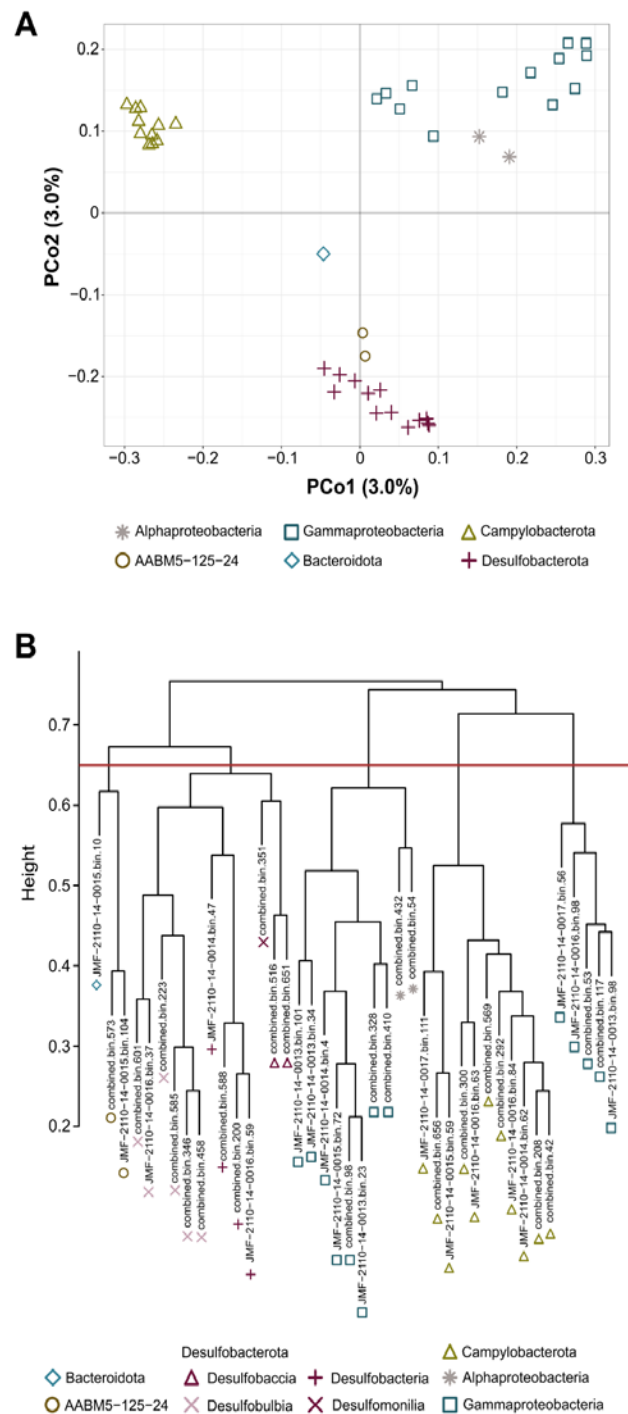 A
0.2
0.1
0
−0.1
−0.2
PCo2 (3.0%)
−0.3
−0.2
−0.1
0
0.1
0.2
0.3
PCo1 (3.0%)
Alphaproteobacteria
Gammaproteobacteria
Campylobacterota
AABM5−125−24
Bacteroidota
Desulfobacterota
B
0.7
0.6
0.5
0.4
0.3
0.2
Height
JMF−2110−14−0015.bin.10
combined.bin.573
JMF−2110−14−0015.bin.104
combined.bin.601
JMF−2110−14−0016.bin.37
combined.bin.223
combined.bin.585
combined.bin.346
combined.bin.458
JMF−2110−14−0014.bin.47
combined.bin.588
combined.bin.200
JMF−2110−14−0016.bin.59
combined.bin.351
combined.bin.516
combined.bin.651
JMF−2110−14−0013.bin.101
JMF−2110−14−0013.bin.34
JMF−2110−14−0014.bin.4
JMF−2110−14−0015.bin.72
combined.bin.98
JMF−2110−14−0013.bin.23
combined.bin.328
combined.bin.410
combined.bin.432
combined.bin.54
JMF−2110−14−0017.bin.111
combined.bin.656
JMF−2110−14−0015.bin.59
combined.bin.300
JMF−2110−14−0016.bin.63
combined.bin.569
combined.bin.292
JMF−2110−14−0016.bin.84
JMF−2110−14−0014.bin.62
combined.bin.208
combined.bin.42
JMF−2110−14−0017.bin.56
JMF−2110−14−0016.bin.98
combined.bin.53
combined.bin.117
JMF−2110−14−0013.bin.98
Desulfobacterota
Campylobacterota
Bacteroidota
Desulfobaccia
Desulfobacteria
Alphaproteobacteria
AABM5−125−24
Desulfobulbia
Desulfomonilia
Gammaproteobacteria